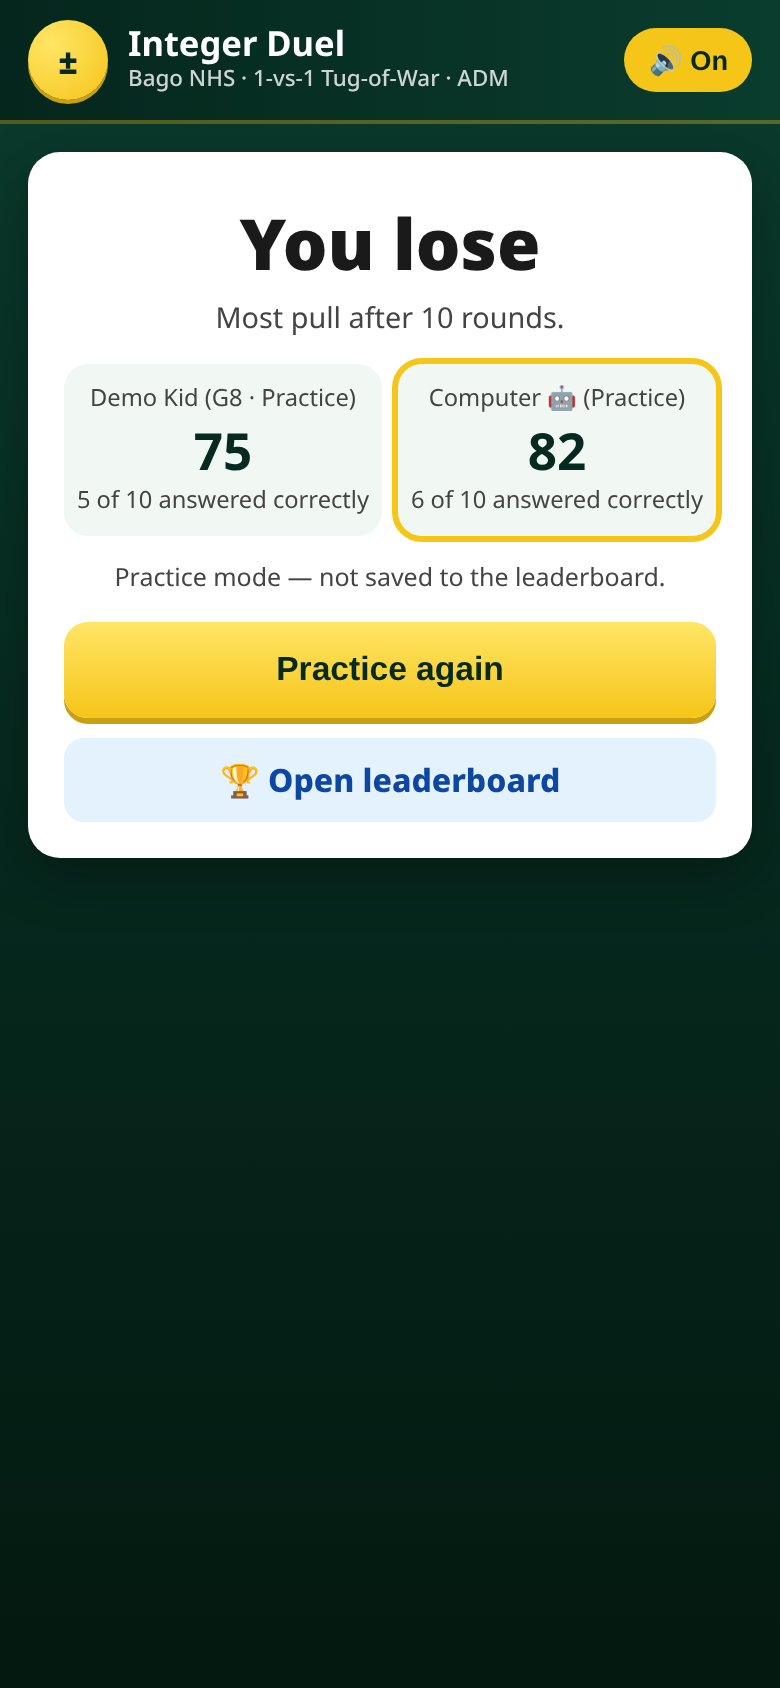 ±
Integer Duel
Bago NHS · 1-vs-1 Tug-of-War · ADM
🔊 On
You lose
Most pull after 10 rounds.
Demo Kid (G8 · Practice)
75
5 of 10 answered correctly
Computer 🤖 (Practice)
82
6 of 10 answered correctly
Practice mode — not saved to the leaderboard.
Practice again
🏆 Open leaderboard